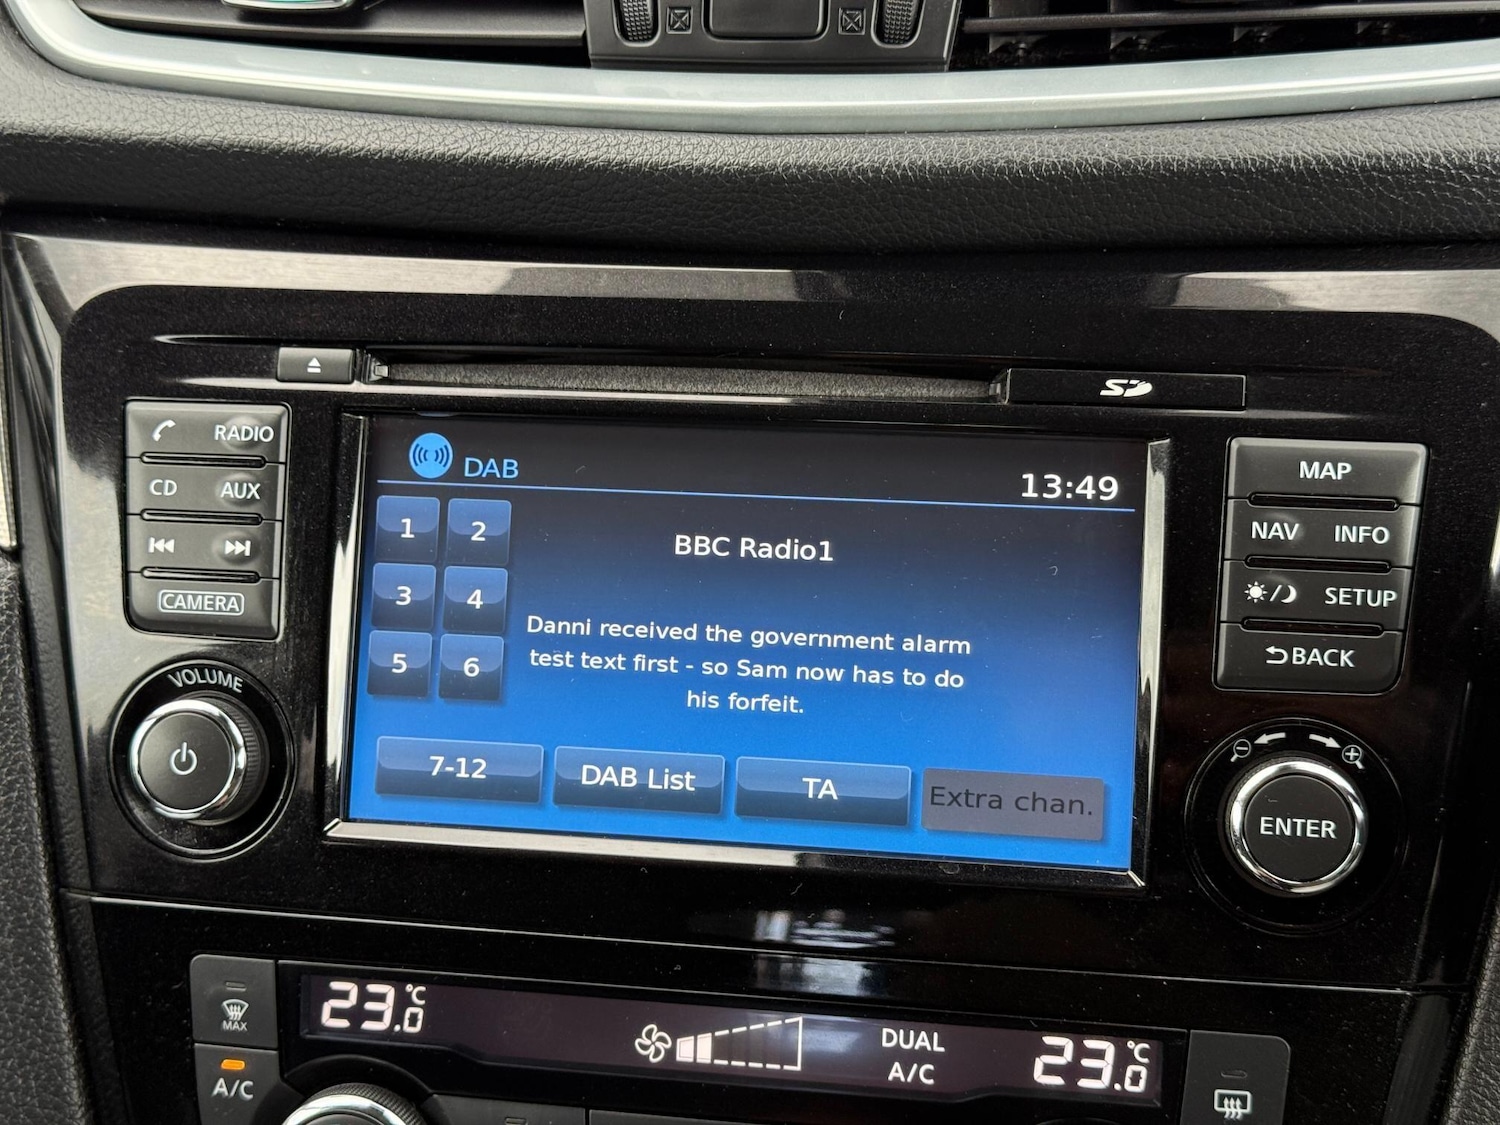 SD
RADIO
CD AUX
CAMERA
VOLUME
DAB
13:49
1 2
3 4
5 6
BBC Radio1
Danni received the government alarm
test text first - so Sam now has to do
his forfeit.
7-12
DAB List
TA
Extra chan.
MAP
NAV INFO
SETUP
BACK
ENTER
MAX
A/C
23.0 °C
DUAL
A/C
23.0 °C